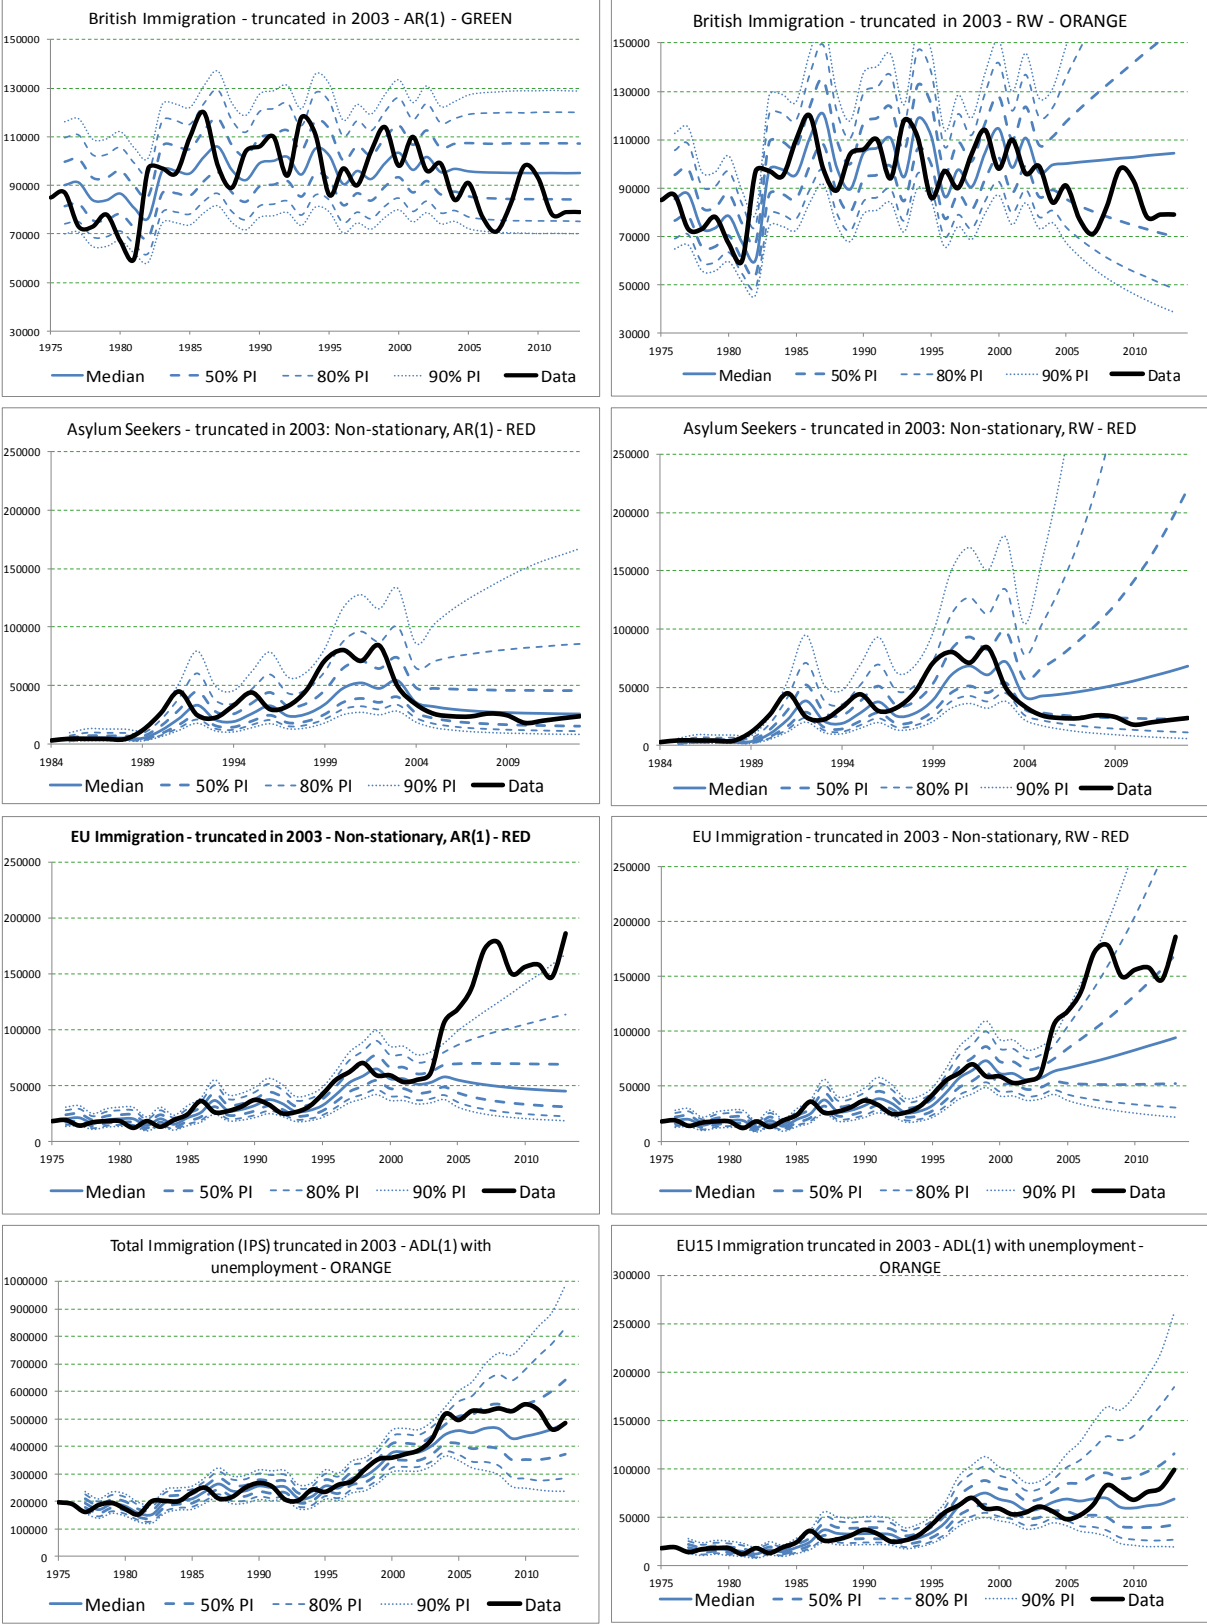 British Immigration - truncated in 2003 - AR(1) - GREEN
150000
130000
110000
90000
70000
50000
30000
1975 1980 1985 1990 1995 2000 2005 2010
Median 50% PI 80% PI 90% PI Data
British Immigration - truncated in 2003 - RW - ORANGE
150000
130000
110000
90000
70000
50000
30000
1975 1980 1985 1990 1995 2000 2005 2010
Median 50% PI 80% PI 90% PI Data
Asylum Seekers - truncated in 2003: Non-stationary, AR(1) - RED
250000
200000
150000
100000
50000
0
1984 1989 1994 1999 2004 2009
Median 50% PI 80% PI 90% PI Data
Asylum Seekers - truncated in 2003: Non-stationary, RW - RED
250000
200000
150000
100000
50000
0
1984 1989 1994 1999 2004 2009
Median 50% PI 80% PI 90% PI Data
EU Immigration - truncated in 2003 - Non-stationary, AR(1) - RED
250000
200000
150000
100000
50000
0
1975 1980 1985 1990 1995 2000 2005 2010
Median 50% PI 80% PI 90% PI Data
EU Immigration - truncated in 2003 - Non-stationary, RW - RED
250000
200000
150000
100000
50000
0
1975 1980 1985 1990 1995 2000 2005 2010
Median 50% PI 80% PI 90% PI Data
Total Immigration (IPS) truncated in 2003 - ADL(1) with
unemployment - ORANGE
1000000
900000
800000
700000
600000
500000
400000
300000
200000
100000
0
1975 1980 1985 1990 1995 2000 2005 2010
Median 50% PI 80% PI 90% PI Data
EU15 Immigration truncated in 2003 - ADL(1) with unemployment -
ORANGE
300000
250000
200000
150000
100000
50000
0
1975 1980 1985 1990 1995 2000 2005 2010
Median 50% PI 80% PI 90% PI Data